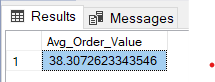 Results Messages
Avg_Order_Value
1 38.3072623343546